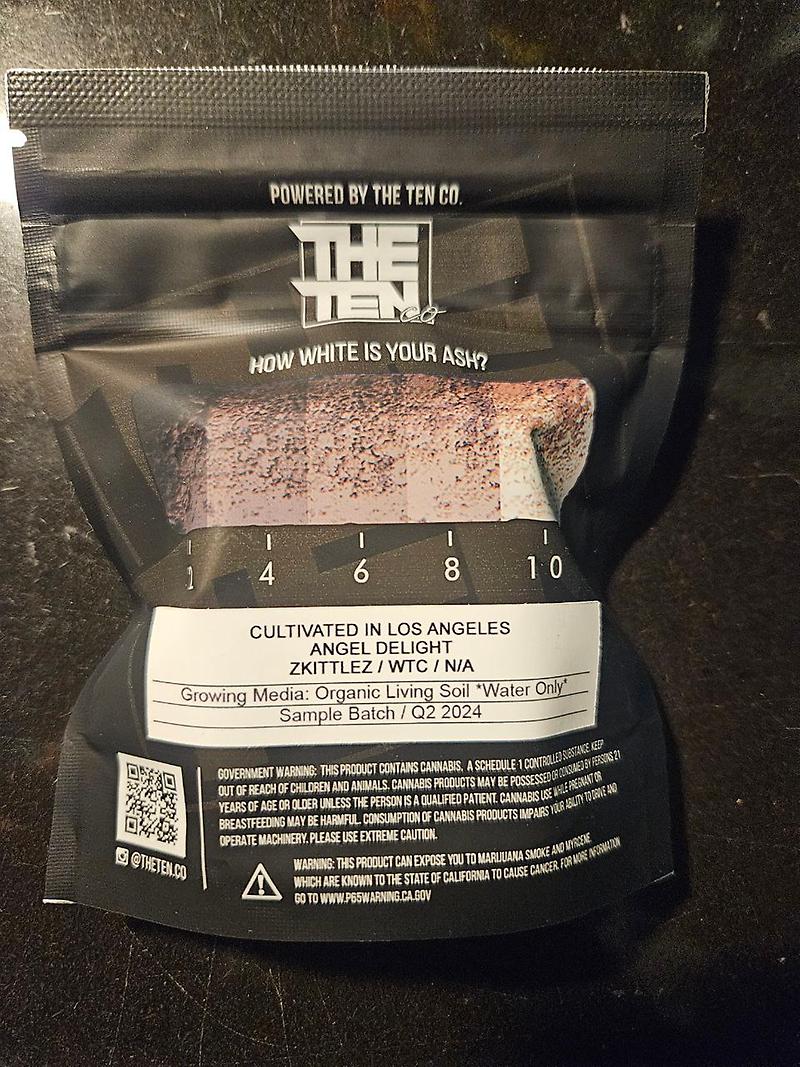 POWERED BY THE TEN CO.
THE
TEN CO
HOW WHITE IS YOUR ASH?
4 6 8 10
CULTIVATED IN LOS ANGELES
ANGEL DELIGHT
ZKITTLEZ / WTC / N/A
Growing Media: Organic Living Soil *Water Only*
Sample Batch / Q2 2024
GOVERNMENT WARNING: THIS PRODUCT CONTAINS CANNABIS, A SCHEDULE 1 CONTROLLED SUBSTANCE. KEEP
OUT OF REACH OF CHILDREN AND ANIMALS. CANNABIS PRODUCTS MAY BE POSSESSED OR CONSUMED BY PERSONS 21
YEARS OF AGE OR OLDER UNLESS THE PERSON IS A QUALIFIED PATIENT. CANNABIS USE WHILE PREGNANT OR
BREASTFEEDING MAY BE HARMFUL. CONSUMPTION OF CANNABIS PRODUCTS IMPAIRS YOUR ABILITY TO DRIVE AND
OPERATE MACHINERY. PLEASE USE EXTREME CAUTION.
@THETEN.CO
WARNING: THIS PRODUCT CAN EXPOSE YOU TO MARIJUANA SMOKE AND MYRCENE
WHICH ARE KNOWN TO THE STATE OF CALIFORNIA TO CAUSE CANCER. FOR MORE INFORMATION
GO TO WWW.P65WARNING.CA.GOV